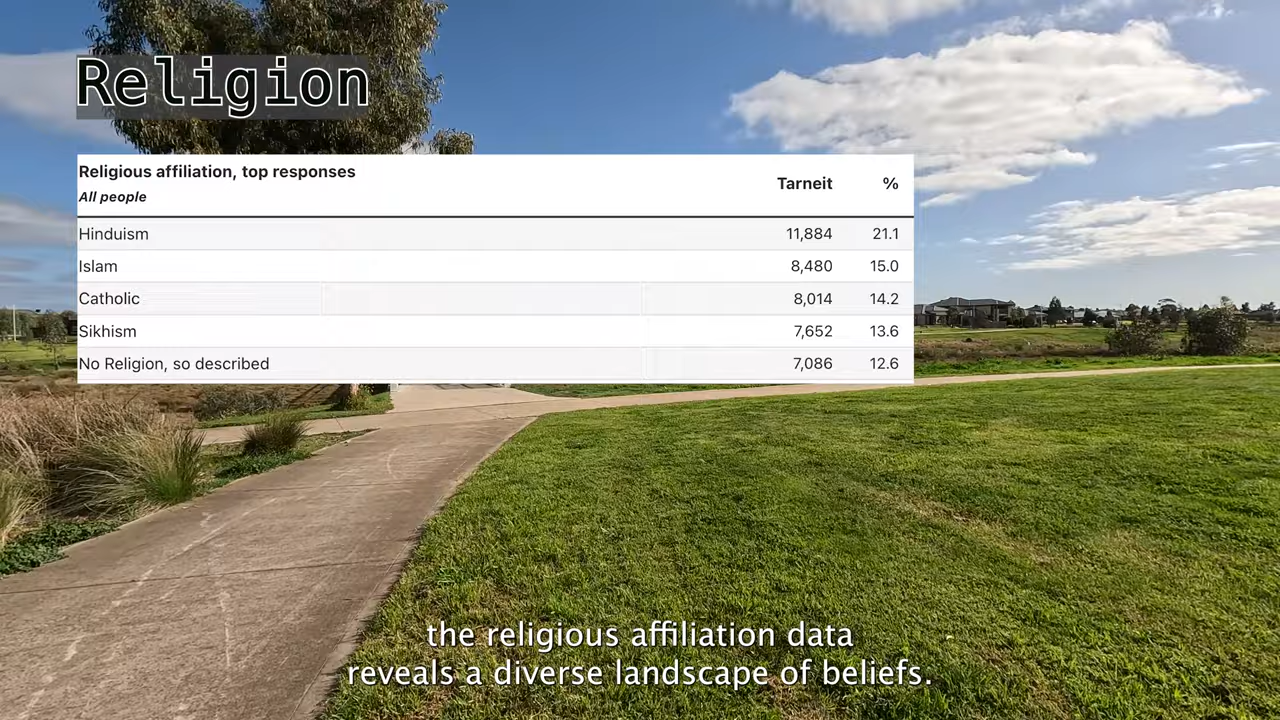 Religion
Religious affiliation, top responses
All people
Tarneit %
Hinduism 11,884 21.1
Islam 8,480 15.0
Catholic 8,014 14.2
Sikhism 7,652 13.6
No Religion, so described 7,086 12.6
the religious affiliation data
reveals a diverse landscape of beliefs.